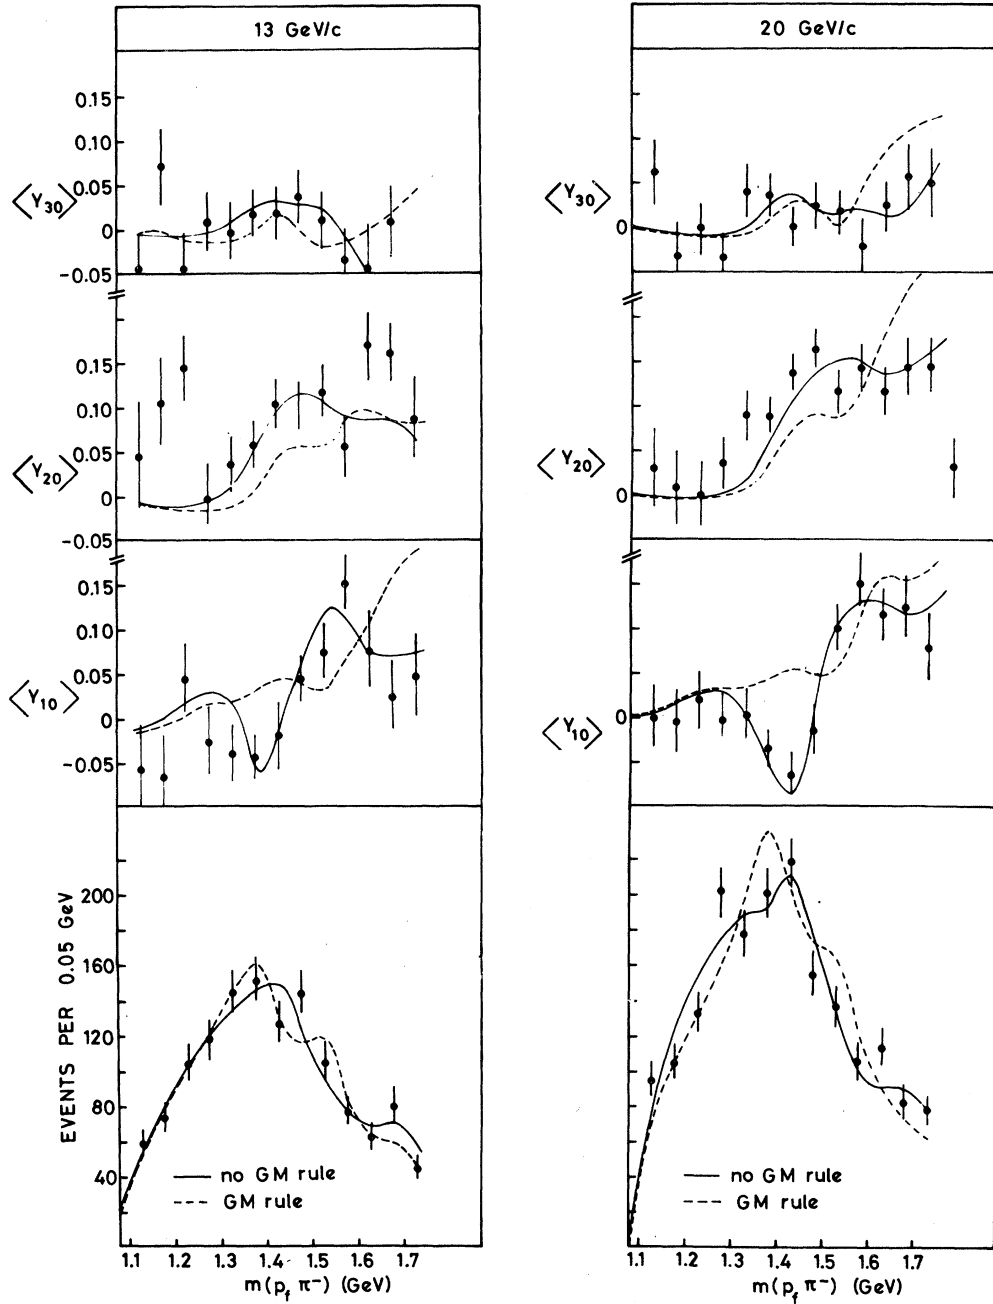 13 GeV/c
20 GeV/c
0.15
0.10
0.05
0
-0.05
⟨Y30⟩
⟨Y30⟩
0
0.15
0.10
0.05
0
-0.05
⟨Y20⟩
⟨Y20⟩
0
0.15
0.10
0.05
0
-0.05
⟨Y10⟩
⟨Y10⟩
0
EVENTS PER 0.05 GeV
200
160
120
80
40
no GM rule
GM rule
no GM rule
GM rule
1.1 1.2 1.3 1.4 1.5 1.6 1.7
m(pf π−) (GeV)
1.1 1.2 1.3 1.4 1.5 1.6 1.7
m(pf π−) (GeV)